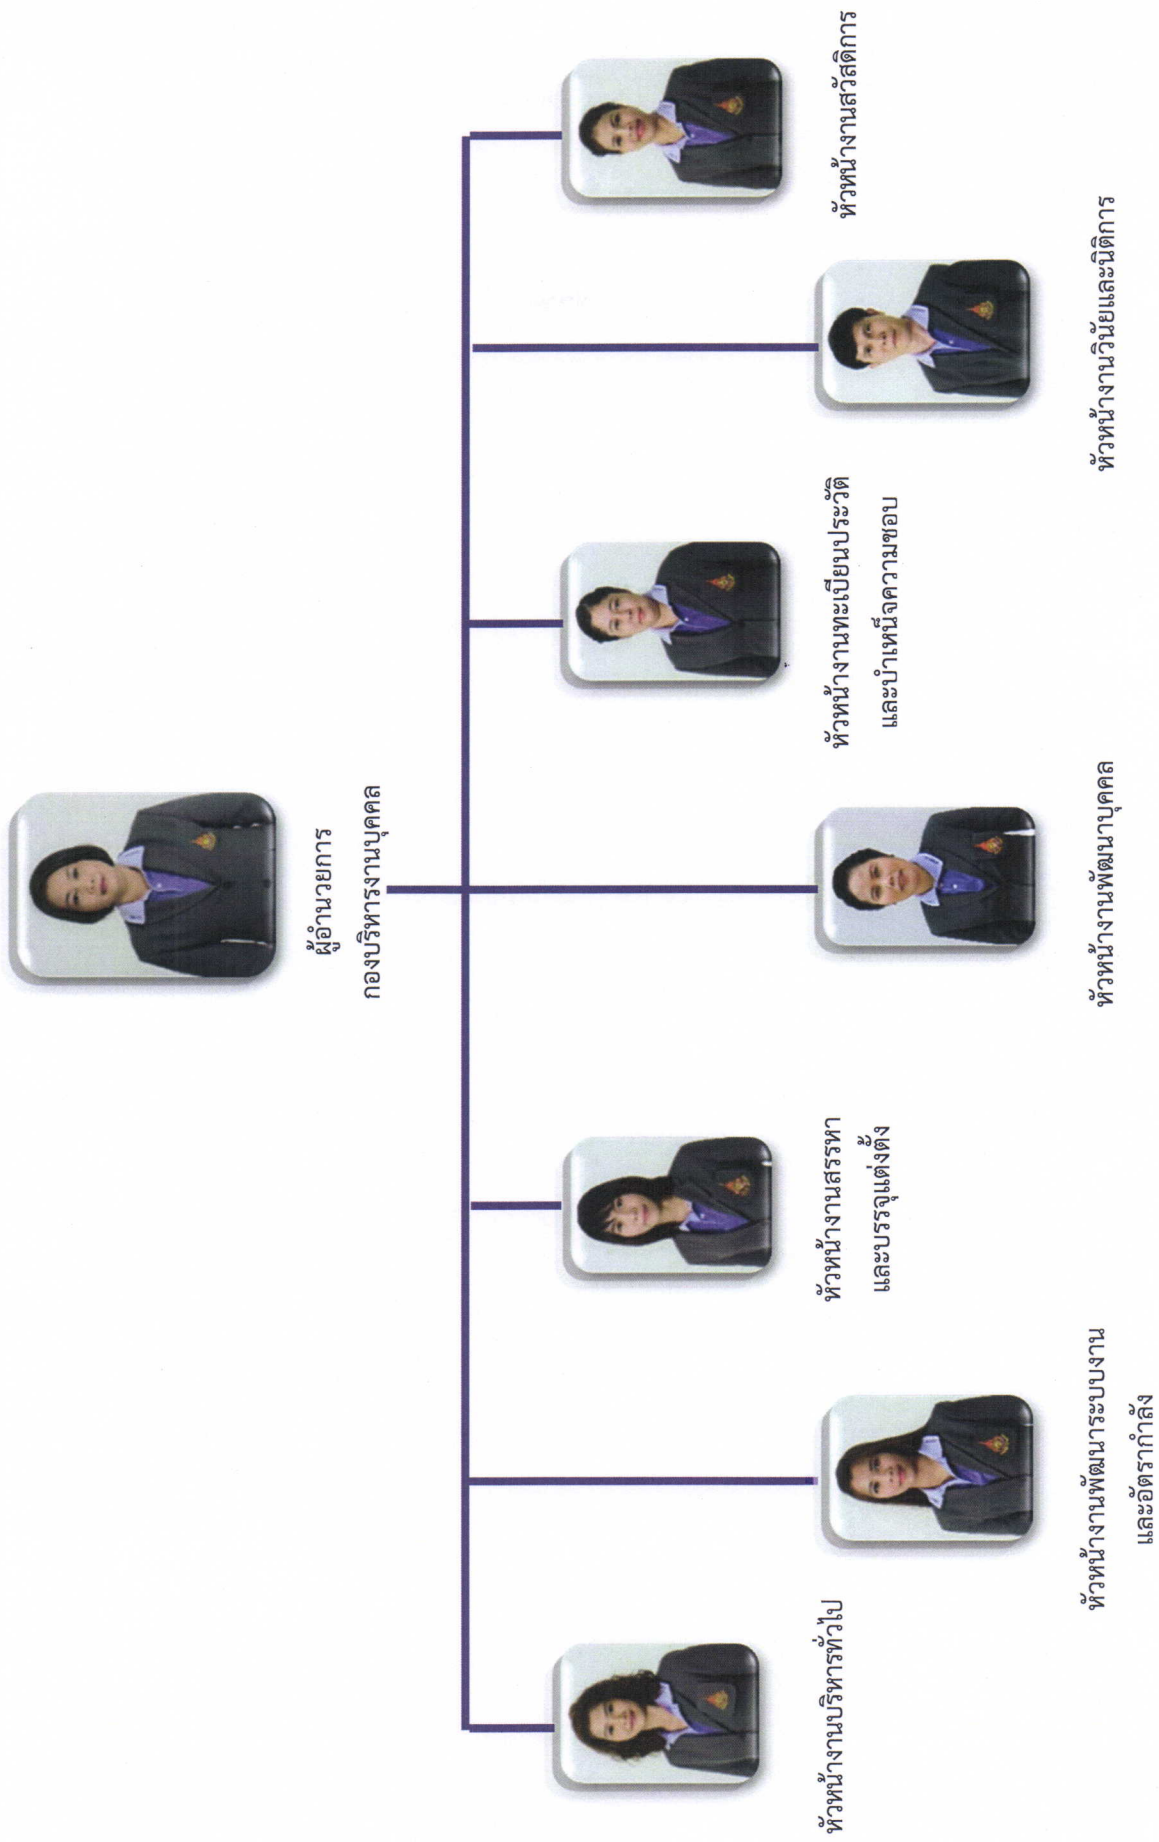 ผู้อำนวยการ
กองบริหารงานบุคคล
หัวหน้างานบริหารทั่วไป
หัวหน้างานพัฒนาระบบงาน
และอัตรากำลัง
หัวหน้างานสรรหา
และบรรจุแต่งตั้ง
หัวหน้างานพัฒนาบุคคล
หัวหน้างานทะเบียนประวัติ
และบำเหน็จความชอบ
หัวหน้างานวินัยและนิติการ
หัวหน้างานสวัสดิการ